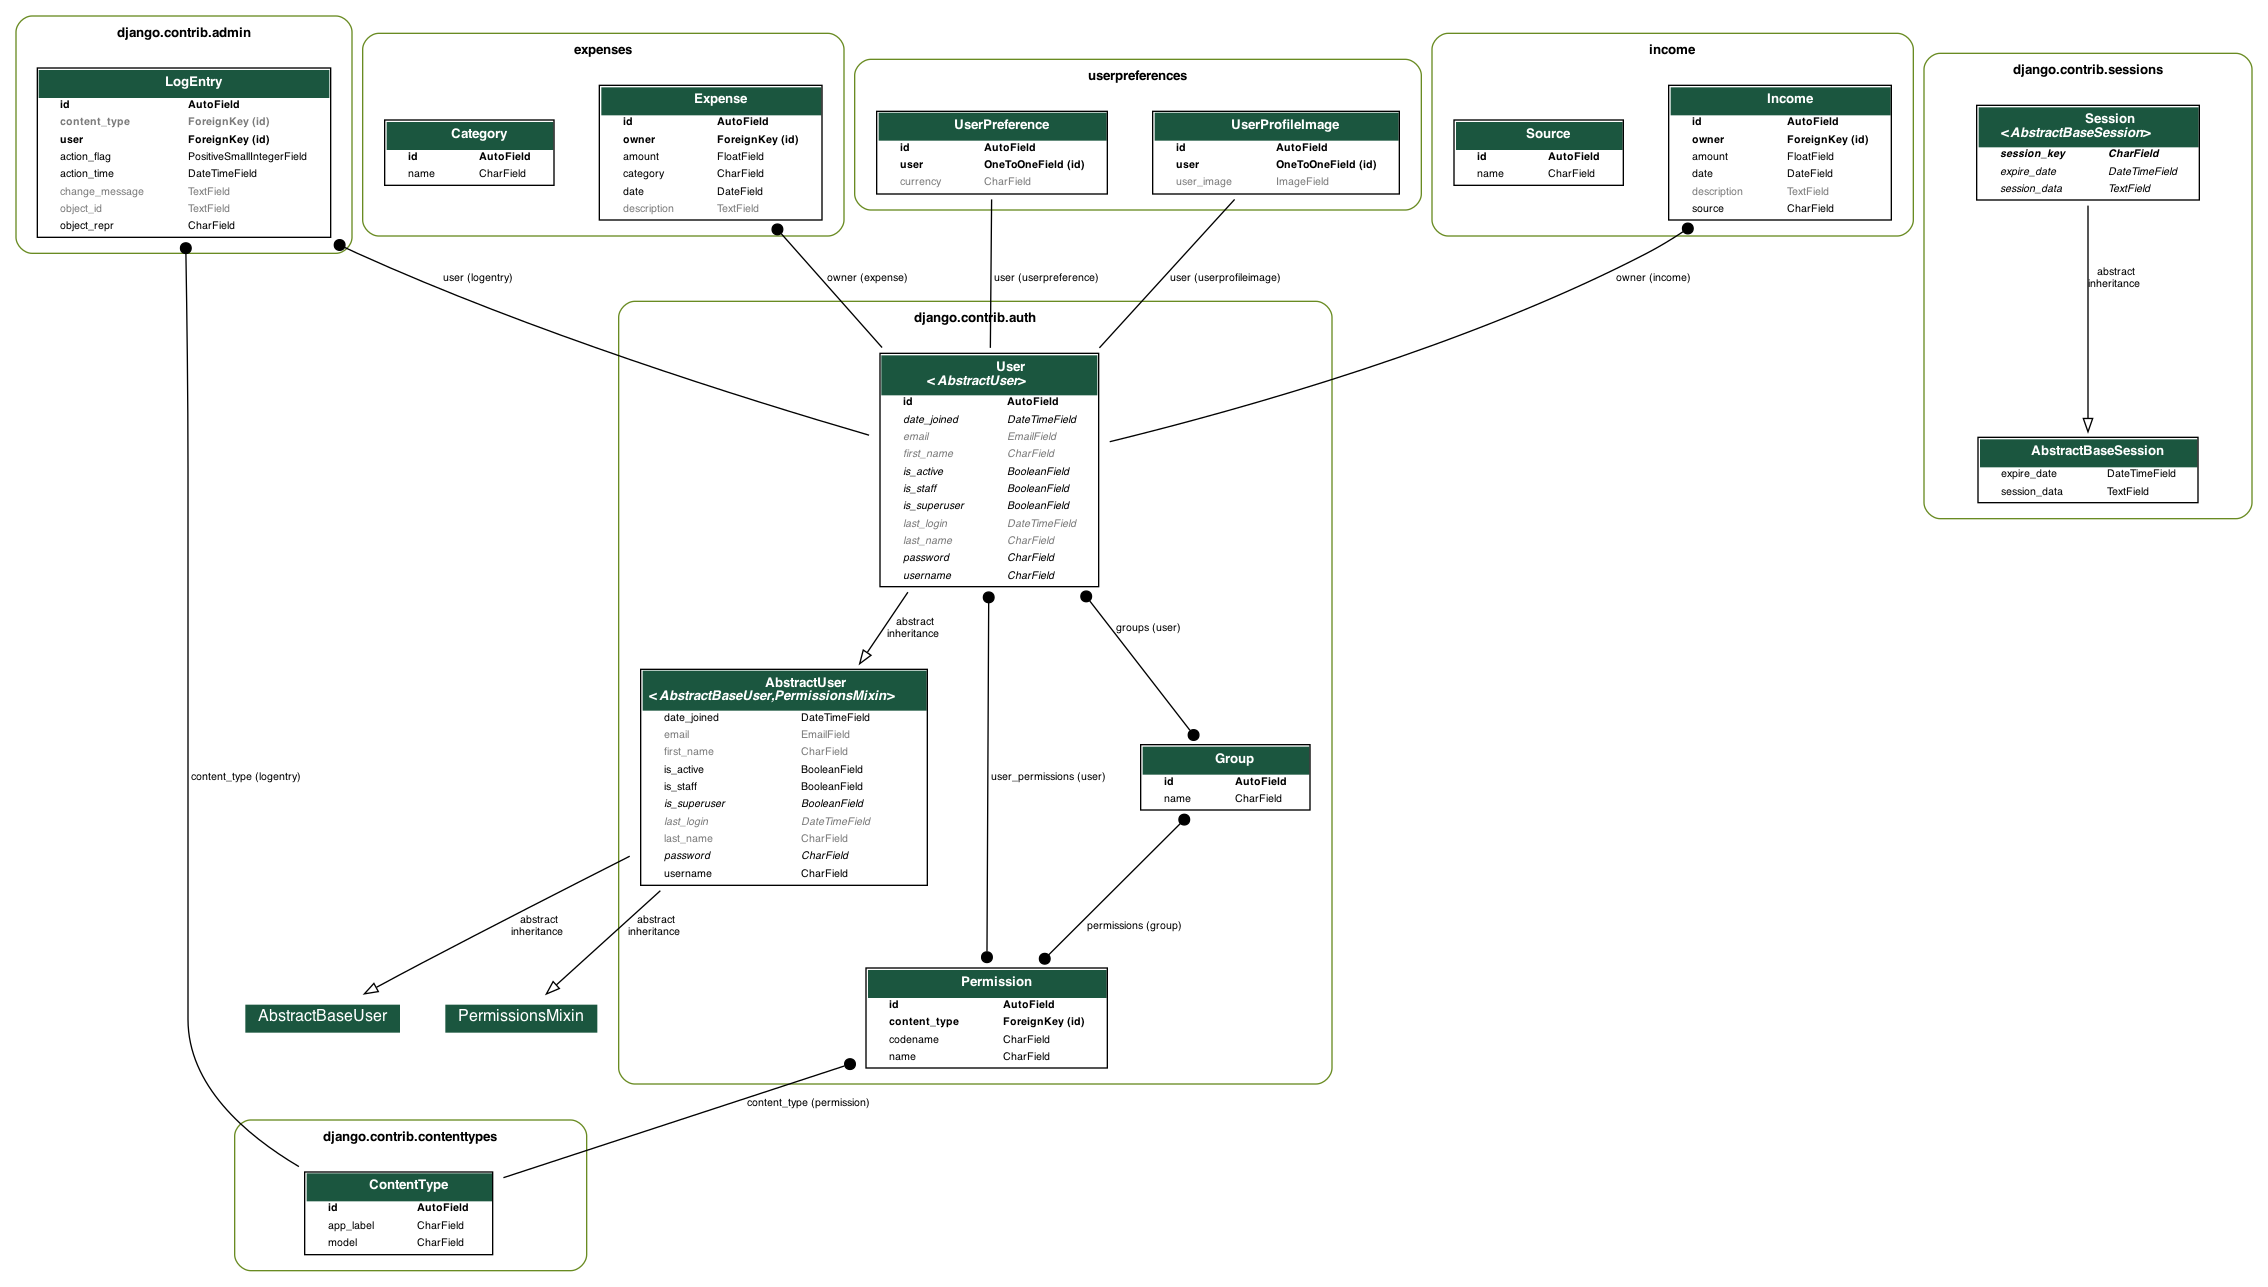 django.contrib.admin
LogEntry
id AutoField
content_type ForeignKey (id)
user ForeignKey (id)
action_flag PositiveSmallIntegerField
action_time DateTimeField
change_message TextField
object_id TextField
object_repr CharField
expenses
Category
id AutoField
name CharField
Expense
id AutoField
owner ForeignKey (id)
amount FloatField
category CharField
date DateField
description TextField
userpreferences
UserPreference
id AutoField
user OneToOneField (id)
currency CharField
UserProfileImage
id AutoField
user OneToOneField (id)
user_image ImageField
income
Source
id AutoField
name CharField
Income
id AutoField
owner ForeignKey (id)
amount FloatField
date DateField
description TextField
source CharField
django.contrib.sessions
Session
<AbstractBaseSession>
session_key CharField
expire_date DateTimeField
session_data TextField
abstract
inheritance
AbstractBaseSession
expire_date DateTimeField
session_data TextField
user (logentry)
owner (expense)
user (userpreference)
user (userprofileimage)
owner (income)
django.contrib.auth
User
<AbstractUser>
id AutoField
date_joined DateTimeField
email EmailField
first_name CharField
is_active BooleanField
is_staff BooleanField
is_superuser BooleanField
last_login DateTimeField
last_name CharField
password CharField
username CharField
abstract
inheritance
groups (user)
AbstractUser
<AbstractBaseUser,PermissionsMixin>
date_joined DateTimeField
email EmailField
first_name CharField
is_active BooleanField
is_staff BooleanField
is_superuser BooleanField
last_login DateTimeField
last_name CharField
password CharField
username CharField
content_type (logentry)
user_permissions (user)
Group
id AutoField
name CharField
abstract
inheritance
abstract
inheritance
permissions (group)
AbstractBaseUser
PermissionsMixin
Permission
id AutoField
content_type ForeignKey (id)
codename CharField
name CharField
content_type (permission)
django.contrib.contenttypes
ContentType
id AutoField
app_label CharField
model CharField